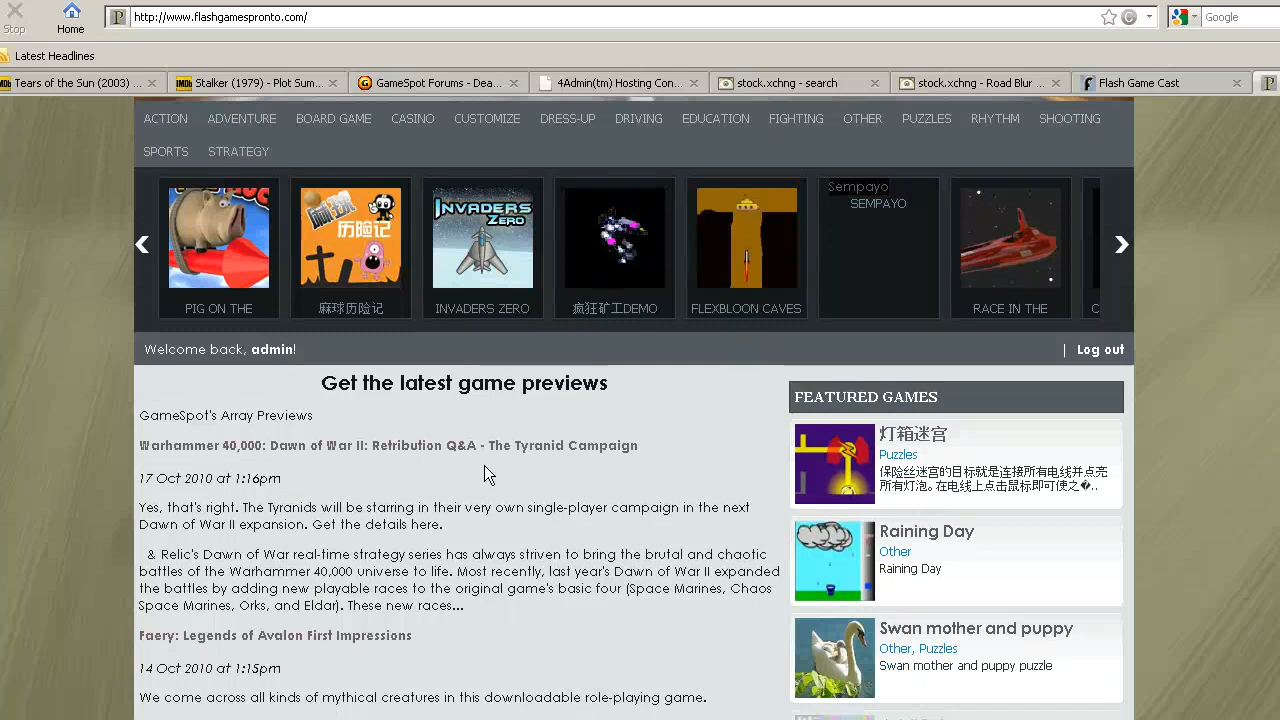 http://www.flashgamespronto.com/
Google
Stop
Home
Latest Headlines
Tears of the Sun (2003) ...
Stalker (1979) - Plot Sum...
GameSpot Forums - Dea...
4Admin(tm) Hosting Con...
stock.xchng - search
stock.xchng - Road Blur ...
Flash Game Cast
ACTION ADVENTURE BOARD GAME CASINO CUSTOMIZE DRESS-UP DRIVING EDUCATION FIGHTING OTHER PUZZLES RHYTHM SHOOTING
SPORTS STRATEGY
Sempayo
SEMPAYO
INVADERS
ZERO
历险记
PIG ON THE
麻球历险记
INVADERS ZERO
疯狂矿工DEMO
FLEXBLOON CAVES
RACE IN THE
Welcome back, admin!
| Log out
Get the latest game previews
GameSpot's Array Previews
Warhammer 40,000: Dawn of War II: Retribution Q&A - The Tyranid Campaign
17 Oct 2010 at 1:16pm
Yes, that's right. The Tyranids will be starring in their very own single-player campaign in the next
Dawn of War II expansion. Get the details here.
& Relic's Dawn of War real-time strategy series has always striven to bring the brutal and chaotic
battles of the Warhammer 40,000 universe to life. Most recently, last year's Dawn of War II expanded
the battles by adding new playable races to the original game's basic four (Space Marines, Chaos
Space Marines, Orks, and Eldar). These new races...
Faery: Legends of Avalon First Impressions
14 Oct 2010 at 1:15pm
We come across all kinds of mythical creatures in this downloadable role-playing game.
FEATURED GAMES
灯箱迷宫
Puzzles
保险丝迷宫的目标就是连接所有电线并点亮
所有灯泡。在电线上点击鼠标即可使之�..
Raining Day
Other
Raining Day
Swan mother and puppy
Other, Puzzles
Swan mother and puppy puzzle